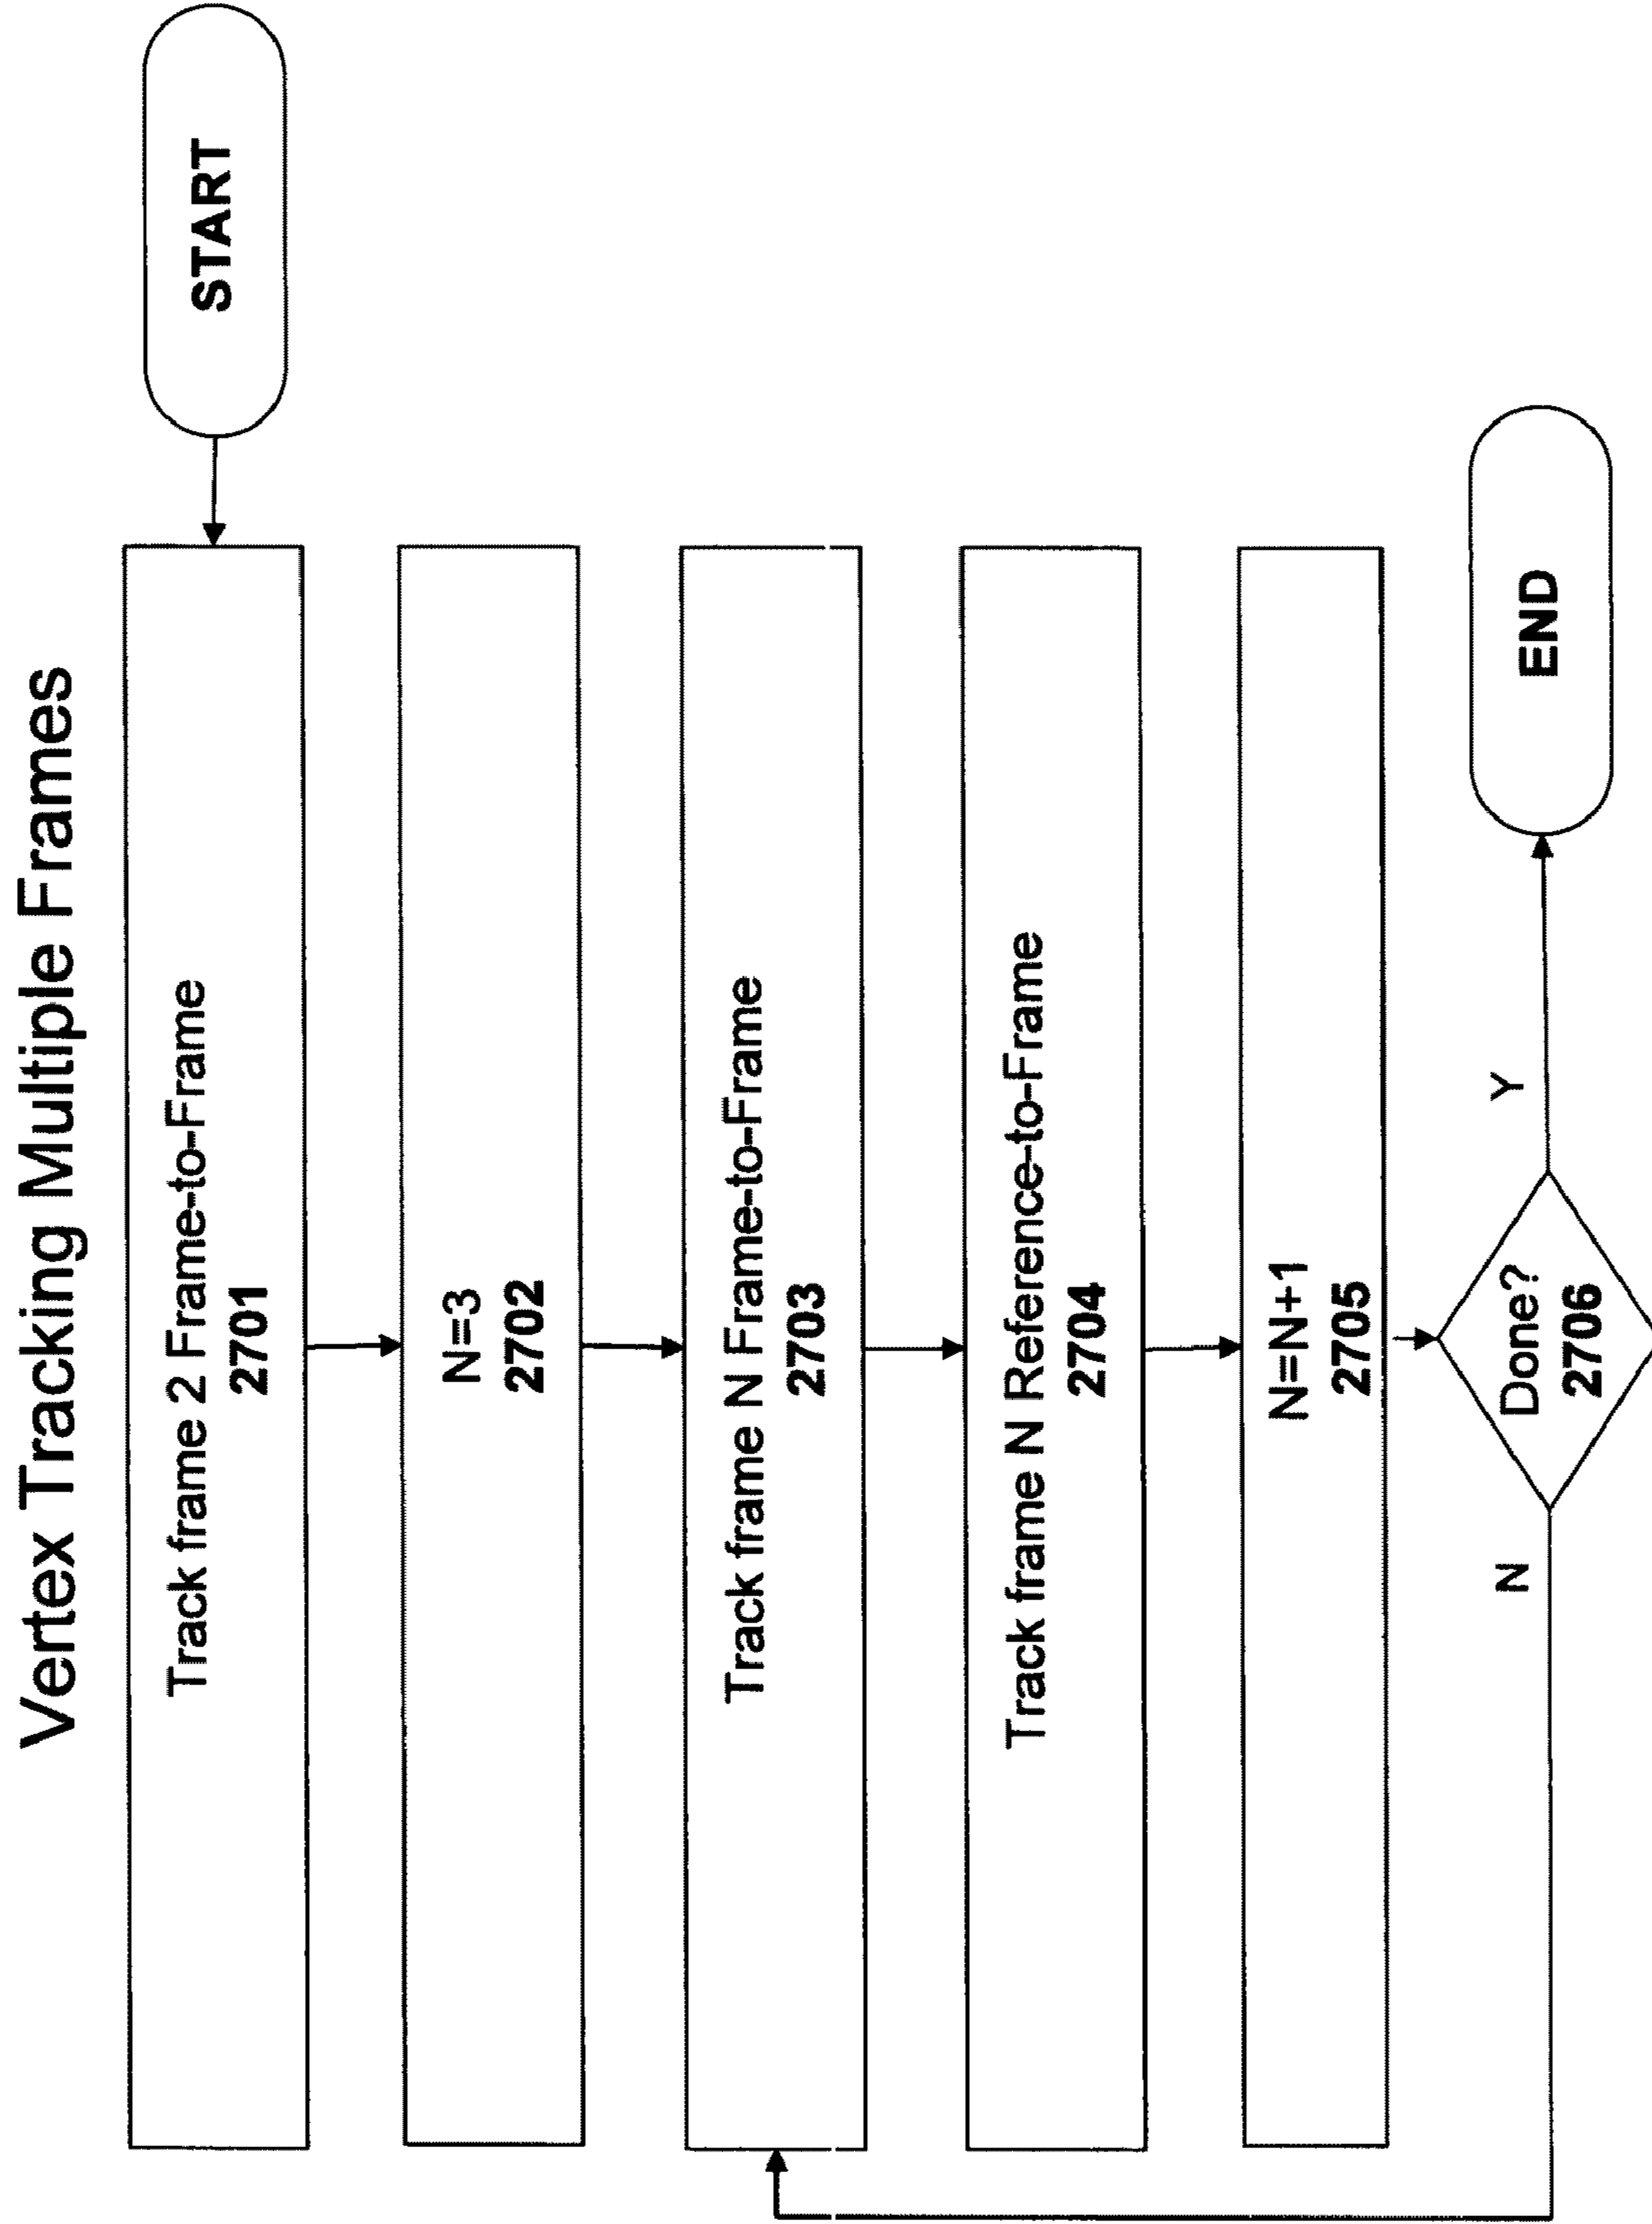 Vertex Tracking Multiple Frames
START
Track frame 2 Frame-to-Frame
2701
N=3
2702
Track frame N Frame-to-Frame
2703
Track frame N Reference-to-Frame
2704
N=N+1
2705
Done?
2706
N
Y
END